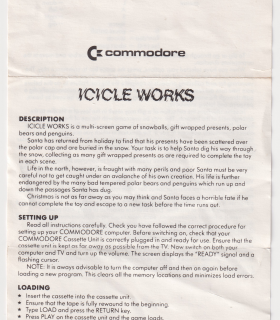 commodore
ICICLE WORKS
DESCRIPTION
ICICLE WORKS is a multi-screen game of snowballs, gift wrapped presents, polar
bears and penguins.
Santa has returned from holiday to find that his presents have been scattered over
the polar cap and are buried in the snow. Your task is to help Santa dig his way through
the snow, collecting as many gift wrapped presents as are required to complete the toy
in each scene.
Life in the north, however, is fraught with many perils and poor Santa must be very
careful not to get caught under an avalanche of his own creation. His life is further
endangered by the many bad tempered polar bears and penguins which run up and
down the passages Santa has dug.
Christmas is not as far as you may think and Santa faces a horrible fate if he
cannot complete the toy and escape to a new task before the time runs out.
SETTING UP
Read all instructions carefully. Check you have followed the correct procedure for
setting up your COMMODORE computer. Before switching on, check that your
COMMODORE Cassette Unit is correctly plugged in and ready for use. Ensure that the
cassette unit is kept as far away as possible from the TV. Now switch on both your
computer and TV and turn up the volume. The screen displays the "READY" signal and a
flashing cursor.
NOTE: It is always advisable to turn the computer off and then on again before
loading a new program. This clears all the memory locations and minimizes load errors.
LOADING
★ Insert the cassette into the cassette unit.
★ Ensure that the tape is fully rewound to the beginning.
★ Type LOAD and press the RETURN key.
★ Press PLAY on the cassette unit and the game loads.